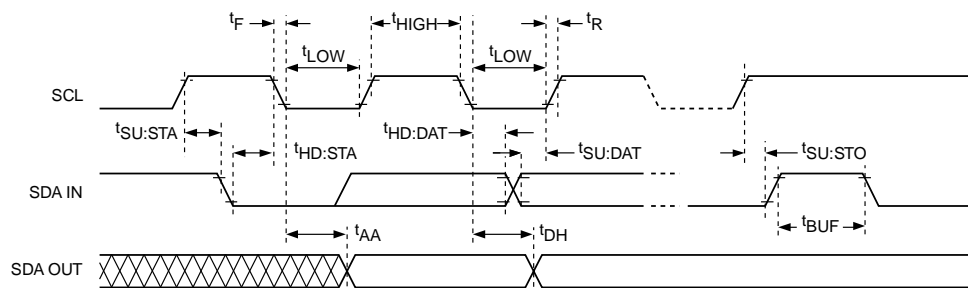 tF
tHIGH
tR
tLOW
tLOW
SCL
tSU:STA
tHD:STA
tHD:DAT
tSU:DAT
tSU:STO
SDA IN
tBUF
tAA
tDH
SDA OUT